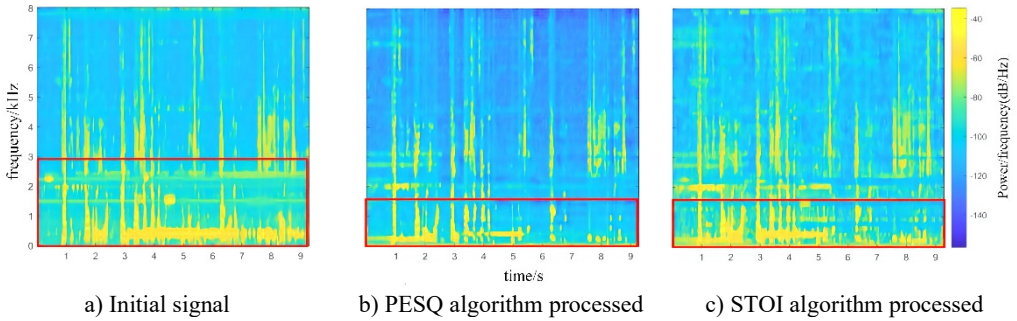 8
7
6
5
4
3
2
1
0
frequency/kHz
1 2 3 4 5 6 7 8 9
1 2 3 4 5 6 7 8 9
1 2 3 4 5 6 7 8 9
time/s
-40
-60
-80
-100
-120
-140
Power/frequency(dB/Hz)
a) Initial signal
b) PESQ algorithm processed
c) STOI algorithm processed